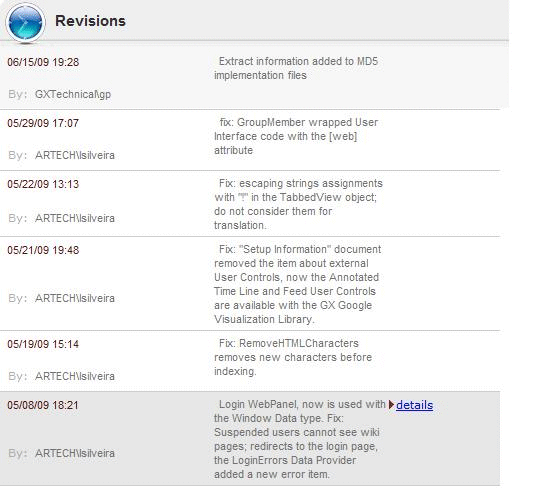 Revisions
06/15/09 19:28
Extract information added to MD5
implementation files
By: GXTechnical\gp
05/29/09 17:07
fix: GroupMember wrapped User
Interface code with the [web]
attribute
By: ARTECH\lsilveira
05/22/09 13:13
Fix: escaping strings assignments
with "!" in the TabbedView object;
do not consider them for
translation.
By: ARTECH\lsilveira
05/21/09 19:48
Fix: "Setup Information" document
removed the item about external
User Controls, now the Annotated
Time Line and Feed User Controls
are available with the GX Google
Visualization Library.
By: ARTECH\lsilveira
05/19/09 15:14
Fix: RemoveHTMLCharacters
removes new characters before
indexing.
By: ARTECH\lsilveira
05/08/09 18:21
Login WebPanel, now is used with details
the Window Data type. Fix:
Suspended users cannot see wiki
pages; redirects to the login page,
the LoginErrors Data Provider
added a new error item.
By: ARTECH\lsilveira